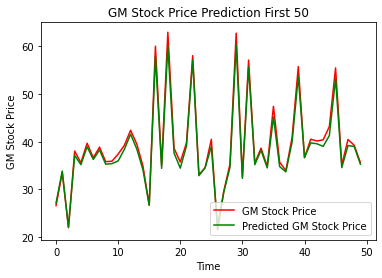 GM Stock Price Prediction First 50
60
50
40
30
20
GM Stock Price
0
10
20
30
40
50
Time
GM Stock Price
Predicted GM Stock Price